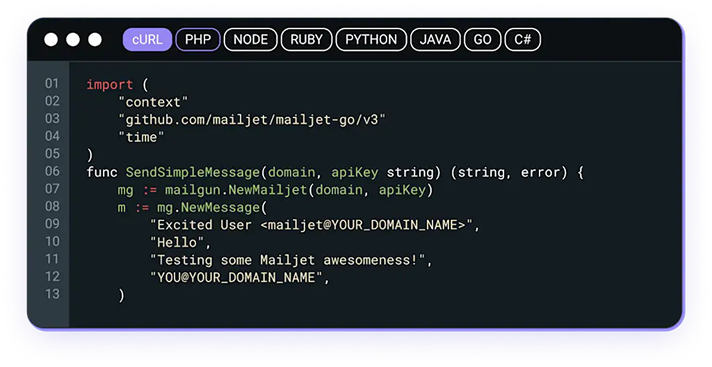 cURL PHP NODE RUBY PYTHON JAVA GO C#
01 import (
02 "context"
03 "github.com/mailjet/mailjet-go/v3"
04 "time"
05 )
06 func SendSimpleMessage(domain, apiKey string) (string, error) {
07 mg := mailgun.NewMailjet(domain, apiKey)
08 m := mg.NewMessage(
09 "Excited User <mailjet@YOUR_DOMAIN_NAME>",
10 "Hello",
11 "Testing some Mailjet awesomeness!",
12 "YOU@YOUR_DOMAIN_NAME",
13 )